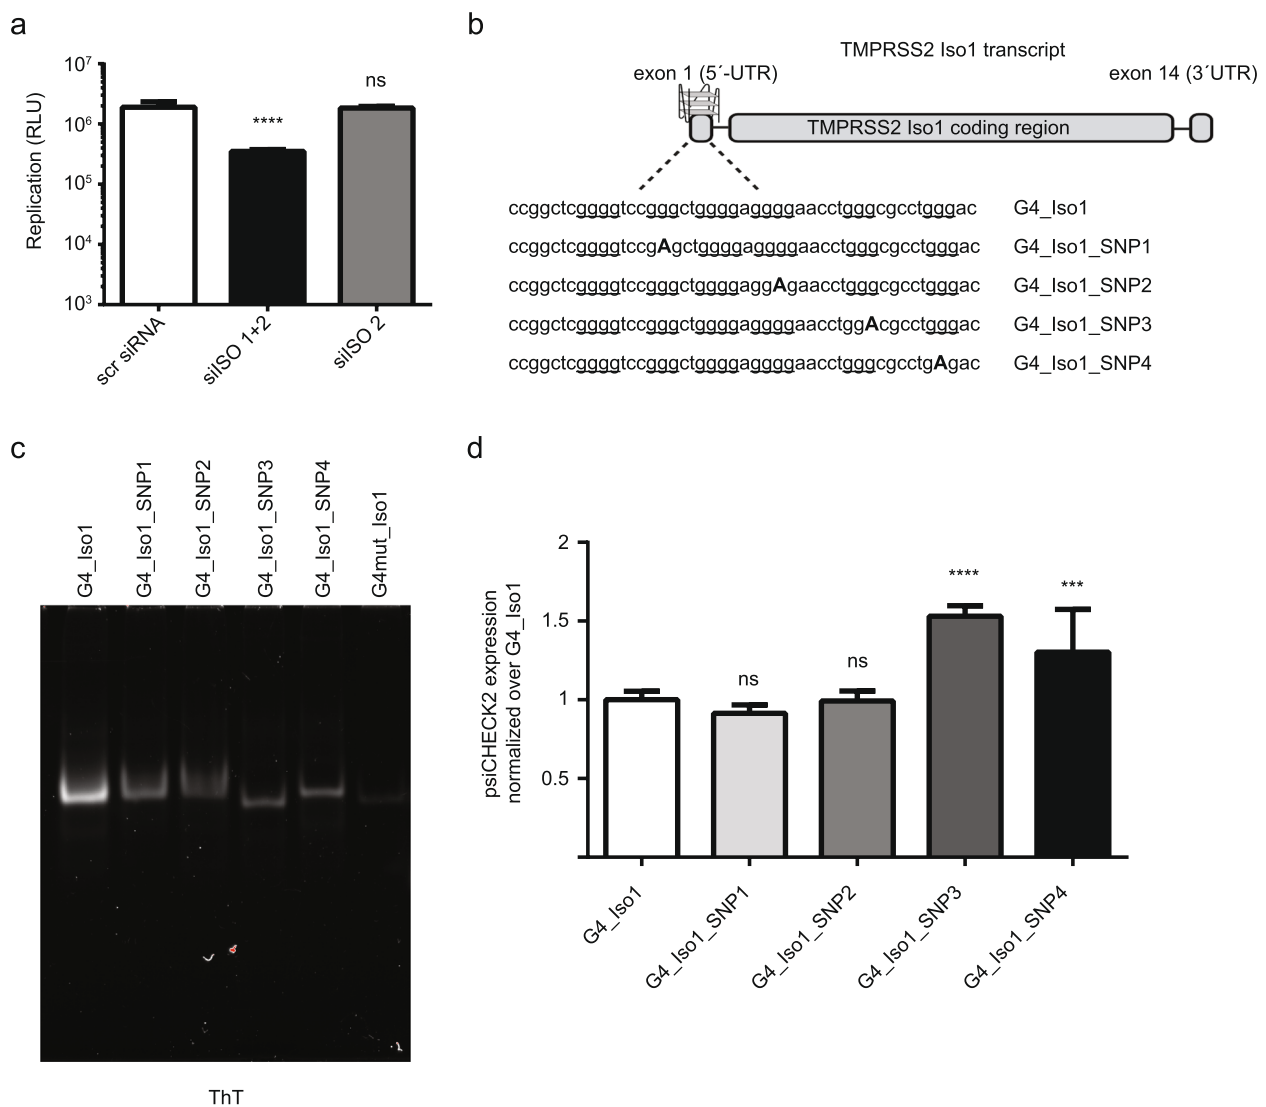 a
Replication (RLU)
10⁷
10⁶
10⁵
10⁴
10³
****
ns
scr siRNA
siISO 1+2
siISO 2
b
TMPRSS2 Iso1 transcript
exon 1 (5´-UTR)
exon 14 (3´UTR)
TMPRSS2 Iso1 coding region
ccggctcggggtccgggctggggaggggaacctgggcgcctgggac G4_Iso1
ccggctcggggtccgAgctggggaggggaacctgggcgcctgggac G4_Iso1_SNP1
ccggctcggggtccgggctggggaggAgaacctgggcgcctgggac G4_Iso1_SNP2
ccggctcggggtccgggctggggaggggaacctggAcgcctgggac G4_Iso1_SNP3
ccggctcggggtccgggctggggaggggaacctgggcgcctgAgac G4_Iso1_SNP4
c
G4_Iso1
G4_Iso1_SNP1
G4_Iso1_SNP2
G4_Iso1_SNP3
G4_Iso1_SNP4
G4mut_Iso1
ThT
d
psiCHECK2 expression
normalized over G4_Iso1
2
1.5
1
0.5
ns
ns
****
***
G4_Iso1
G4_Iso1_SNP1
G4_Iso1_SNP2
G4_Iso1_SNP3
G4_Iso1_SNP4